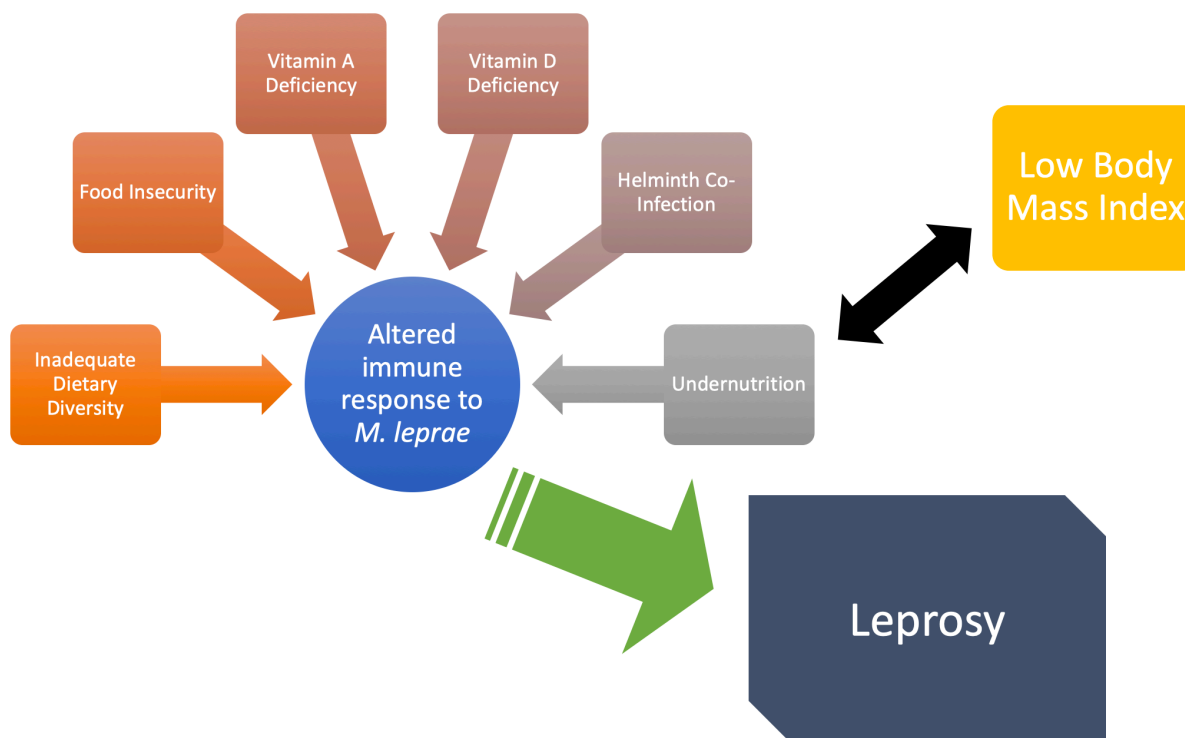 Vitamin A
Deficiency
Vitamin D
Deficiency
Food Insecurity
Helminth Co-
Infection
Low Body
Mass Index
Inadequate
Dietary
Diversity
Altered
immune
response to
M. leprae
Undernutrition
Leprosy